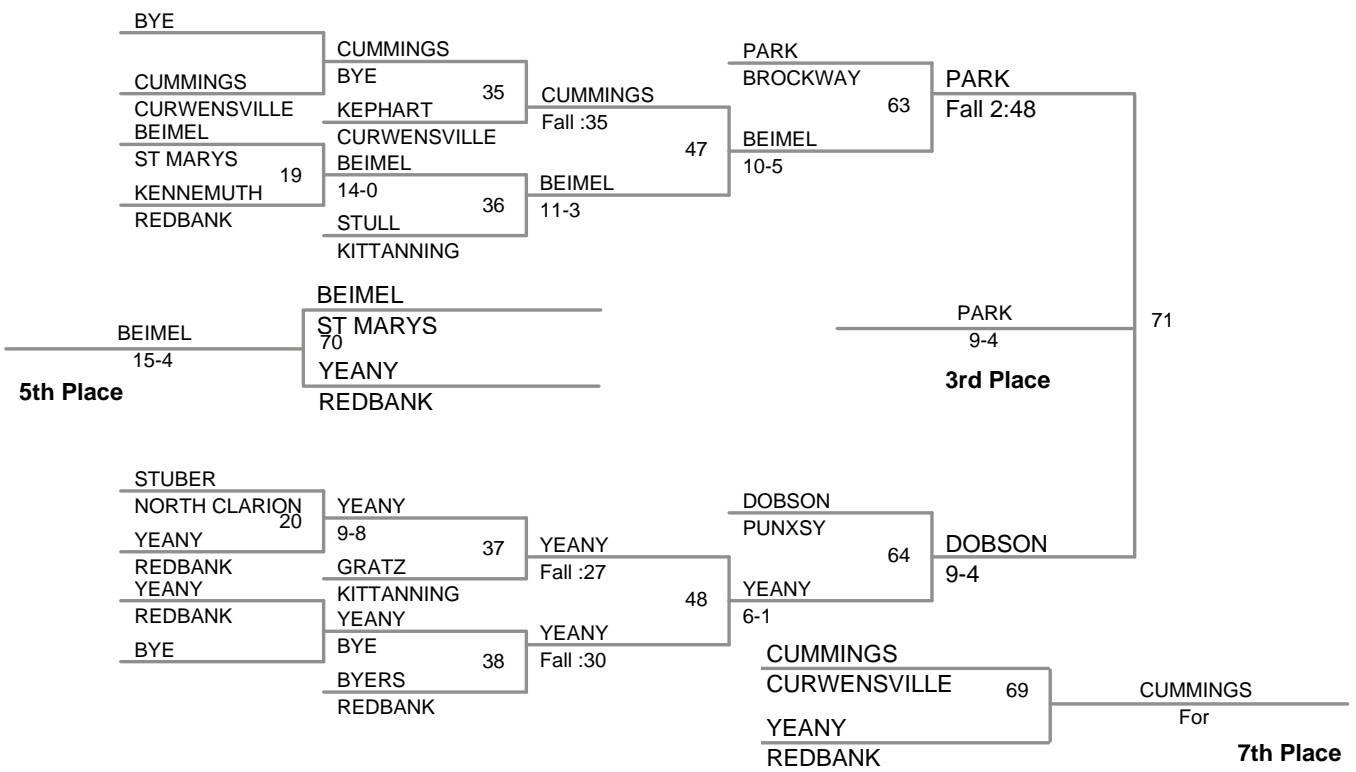 BYE
CUMMINGS
CURWENSVILLE
BEIMEL
ST MARYS
19
KENNEMUTH
REDBANK
CUMMINGS
BYE
35
KEPHART
CURWENSVILLE
BEIMEL
14-0
36
STULL
KITTANNING
CUMMINGS
Fall :35
47
BEIMEL
11-3
PARK
BROCKWAY
63
BEIMEL
10-5
PARK
Fall 2:48
BEIMEL
ST MARYS
70
YEANY
REDBANK
BEIMEL
15-4
5th Place
PARK
9-4
3rd Place
71
STUBER
NORTH CLARION
20
YEANY
REDBANK
YEANY
REDBANK
BYE
YEANY
9-8
37
GRATZ
KITTANNING
YEANY
BYE
38
BYERS
REDBANK
YEANY
Fall :27
48
YEANY
Fall :30
DOBSON
PUNXSY
64
YEANY
6-1
DOBSON
9-4
CUMMINGS
CURWENSVILLE
69
YEANY
REDBANK
CUMMINGS
For
7th Place